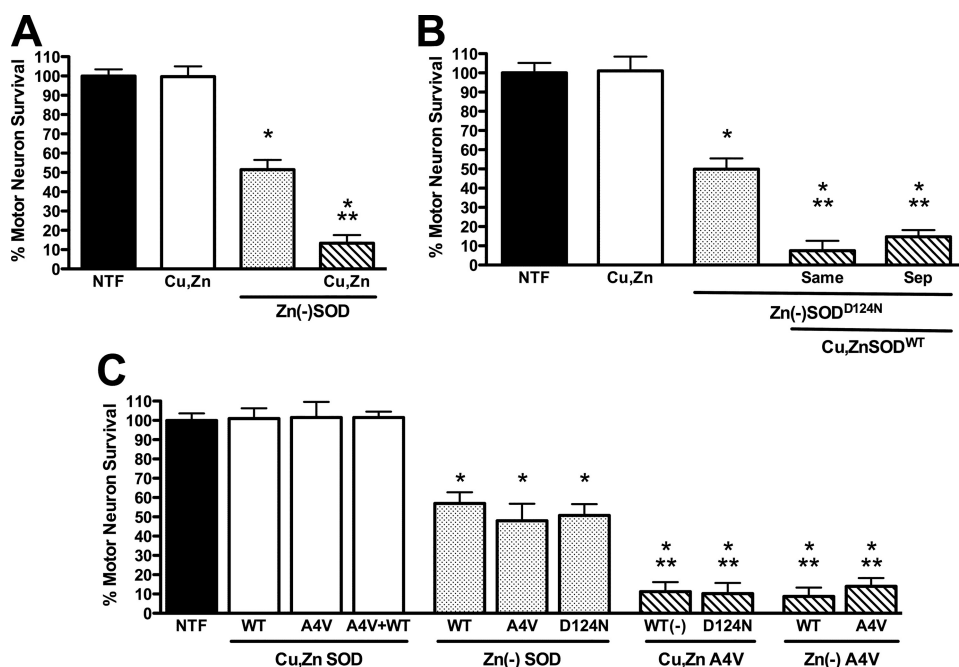 A
% Motor Neuron Survival
110
100
90
80
70
60
50
40
30
20
10
0
*
*
**
NTF Cu,Zn Cu,Zn
Zn(-)SOD
B
% Motor Neuron Survival
110
100
90
80
70
60
50
40
30
20
10
0
*
* *
** **
NTF Cu,Zn Same Sep
Zn(-)SOD^D124N
Cu,ZnSOD^WT
C
% Motor Neuron Survival
110
100
90
80
70
60
50
40
30
20
10
0
* * *
* * * *
** ** ** **
NTF WT A4V A4V+WT WT A4V D124N WT(-) D124N WT A4V
Cu,Zn SOD Zn(-) SOD Cu,Zn A4V Zn(-) A4V